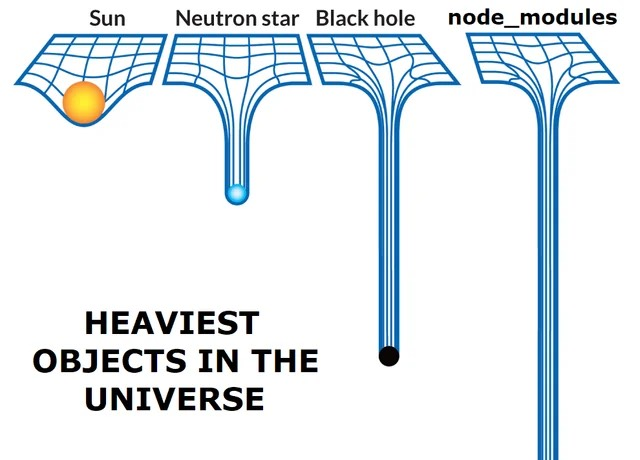 Sun
Neutron star
Black hole
node_modules
HEAVIEST
OBJECTS IN THE
UNIVERSE